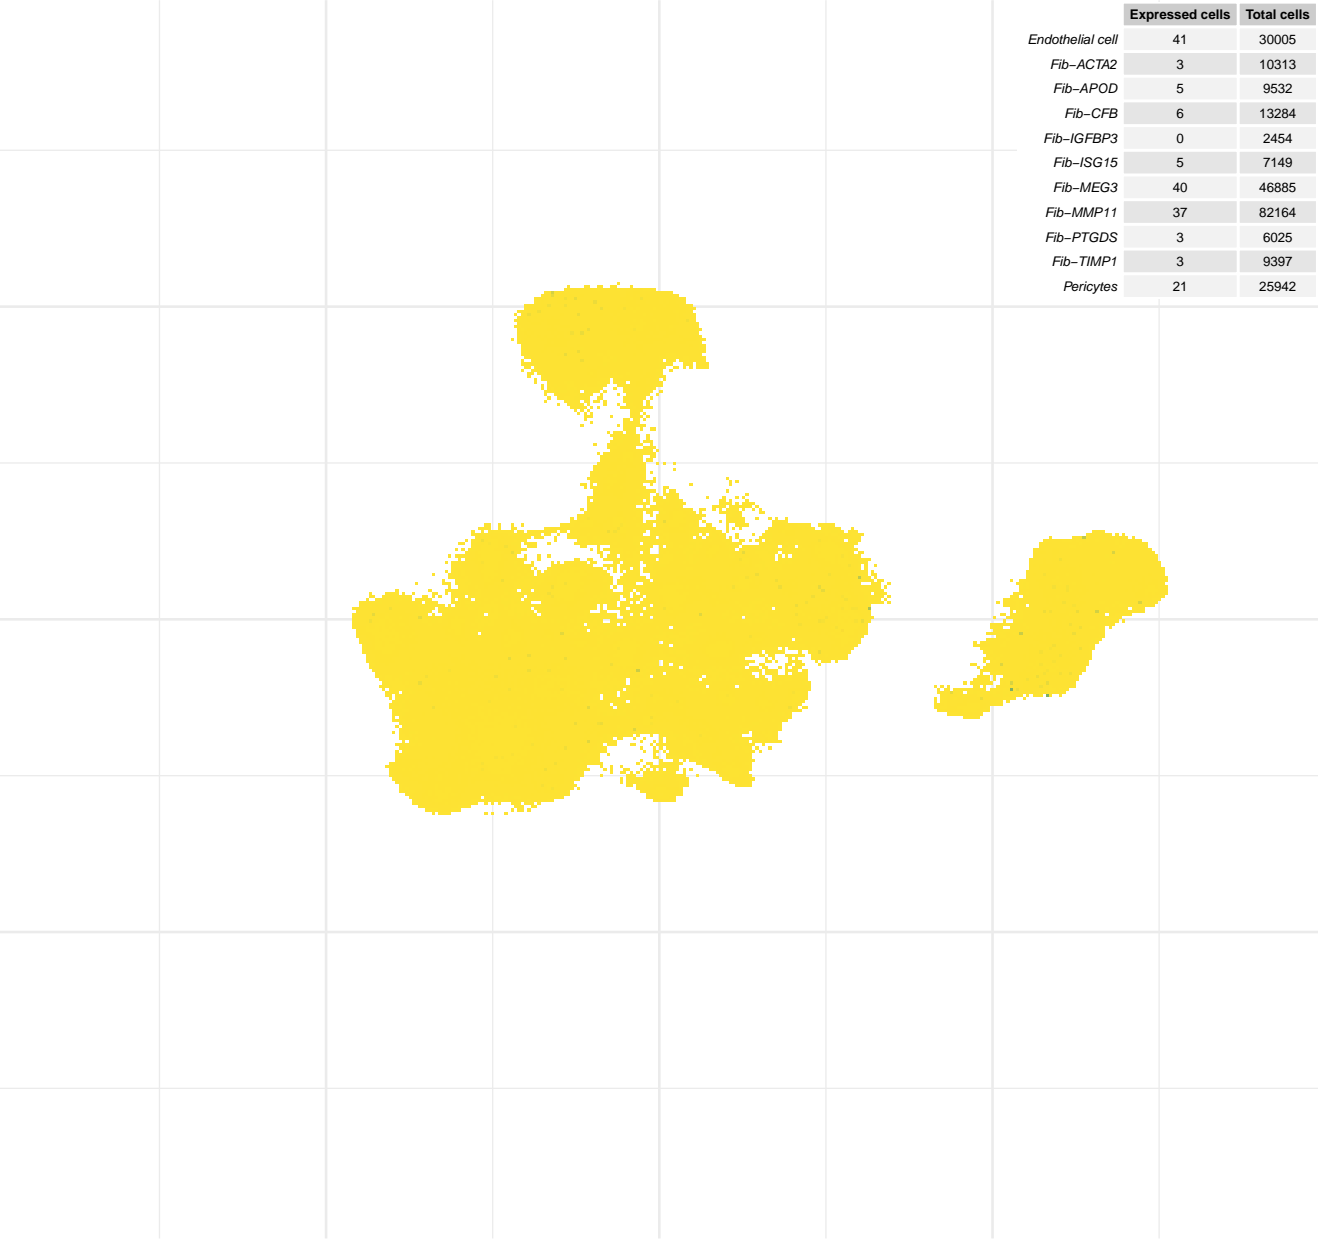 Expressed cells Total cells
Endothelial cell 41 30005
Fib−ACTA2 3 10313
Fib−APOD 5 9532
Fib−CFB 6 13284
Fib−IGFBP3 0 2454
Fib−ISG15 5 7149
Fib−MEG3 40 46885
Fib−MMP11 37 82164
Fib−PTGDS 3 6025
Fib−TIMP1 3 9397
Pericytes 21 25942